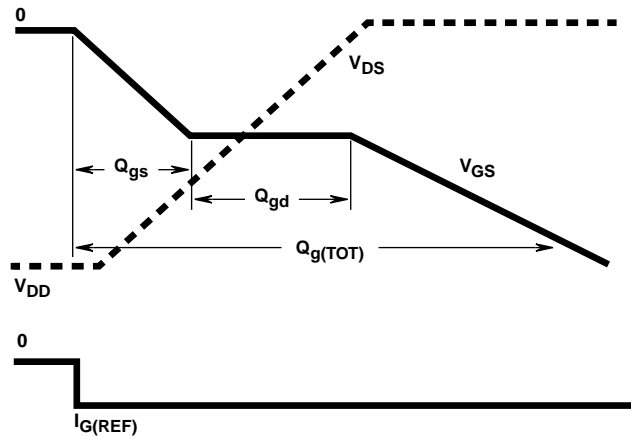 0
V_DS
V_GS
Q_gs
Q_gd
Q_g(TOT)
V_DD
0
I_G(REF)